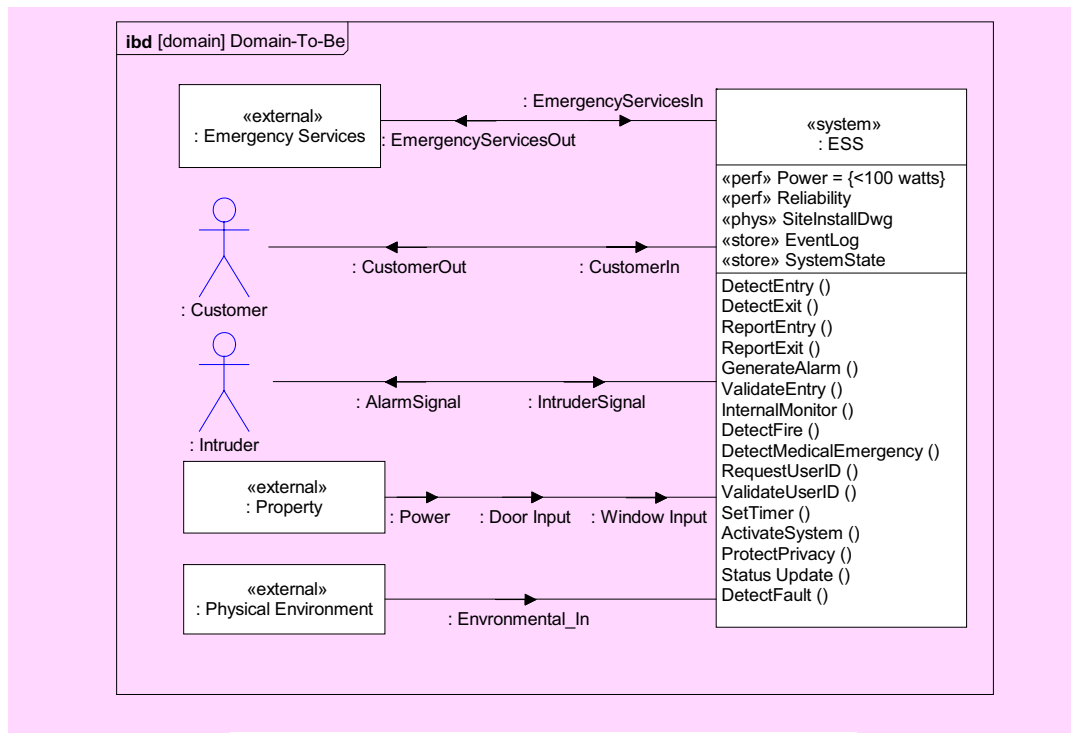 ibd [domain] Domain-To-Be
«external»
: Emergency Services
: EmergencyServicesIn
: EmergencyServicesOut
: Customer
: CustomerOut
: CustomerIn
: Intruder
: AlarmSignal
: IntruderSignal
«external»
: Property
: Power
: Door Input
: Window Input
«external»
: Physical Environment
: Envronmental_In
«system»
: ESS
«perf» Power = {<100 watts}
«perf» Reliability
«phys» SiteInstallDwg
«store» EventLog
«store» SystemState
DetectEntry ()
DetectExit ()
ReportEntry ()
ReportExit ()
GenerateAlarm ()
ValidateEntry ()
InternalMonitor ()
DetectFire ()
DetectMedicalEmergency ()
RequestUserID ()
ValidateUserID ()
SetTimer ()
ActivateSystem ()
ProtectPrivacy ()
Status Update ()
DetectFault ()